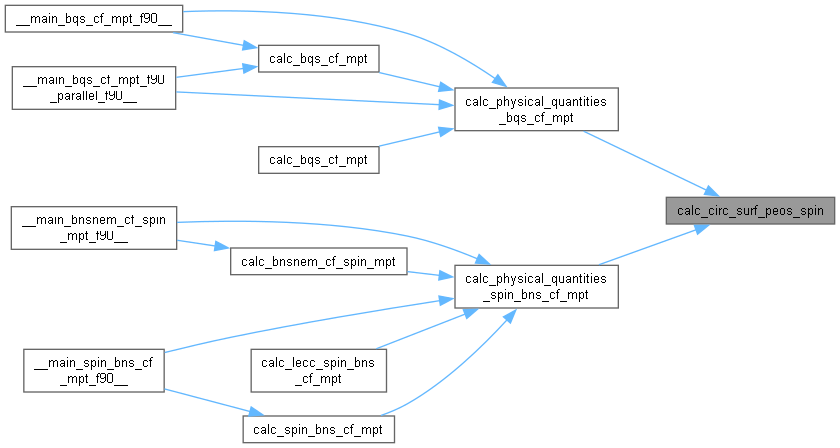 __main_bqs_cf_mpt_f90__
calc_bqs_cf_mpt
__main_bqs_cf_mpt_f90
_parallel_f90__
calc_physical_quantities
_bqs_cf_mpt
calc_bqs_cf_mpt
calc_circ_surf_peos_spin
__main_bnsnem_cf_spin
_mpt_f90__
calc_bnsnem_cf_spin_mpt
calc_physical_quantities
_spin_bns_cf_mpt
__main_spin_bns_cf
_mpt_f90__
calc_lecc_spin_bns
_cf_mpt
calc_spin_bns_cf_mpt